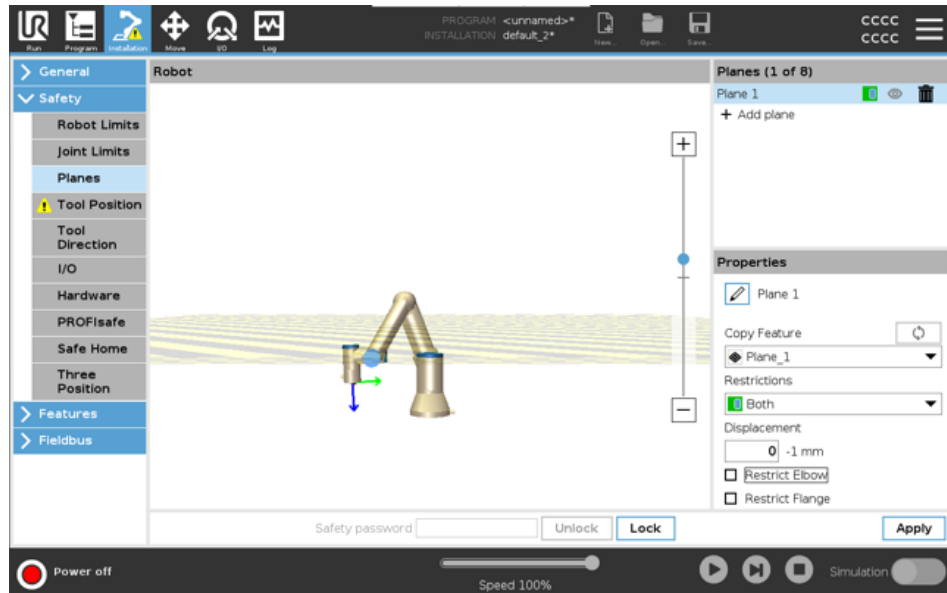 PROGRAM <unnamed>*
INSTALLATION default_2*
UR
Run
Program
Installation
Move
I/O
Log
New...
Open...
Save...
CCCC
CCCC
General
Safety
Robot Limits
Joint Limits
Planes
Tool Position
Tool
Direction
I/O
Hardware
PROFIsafe
Safe Home
Three
Position
Features
Fieldbus
Robot
Planes (1 of 8)
Plane 1
+ Add plane
Properties
Plane 1
Copy Feature
Plane_1
Restrictions
Both
Displacement
0 -1 mm
Restrict Elbow
Restrict Flange
Safety password
Unlock
Lock
Apply
Power off
Speed 100%
Simulation